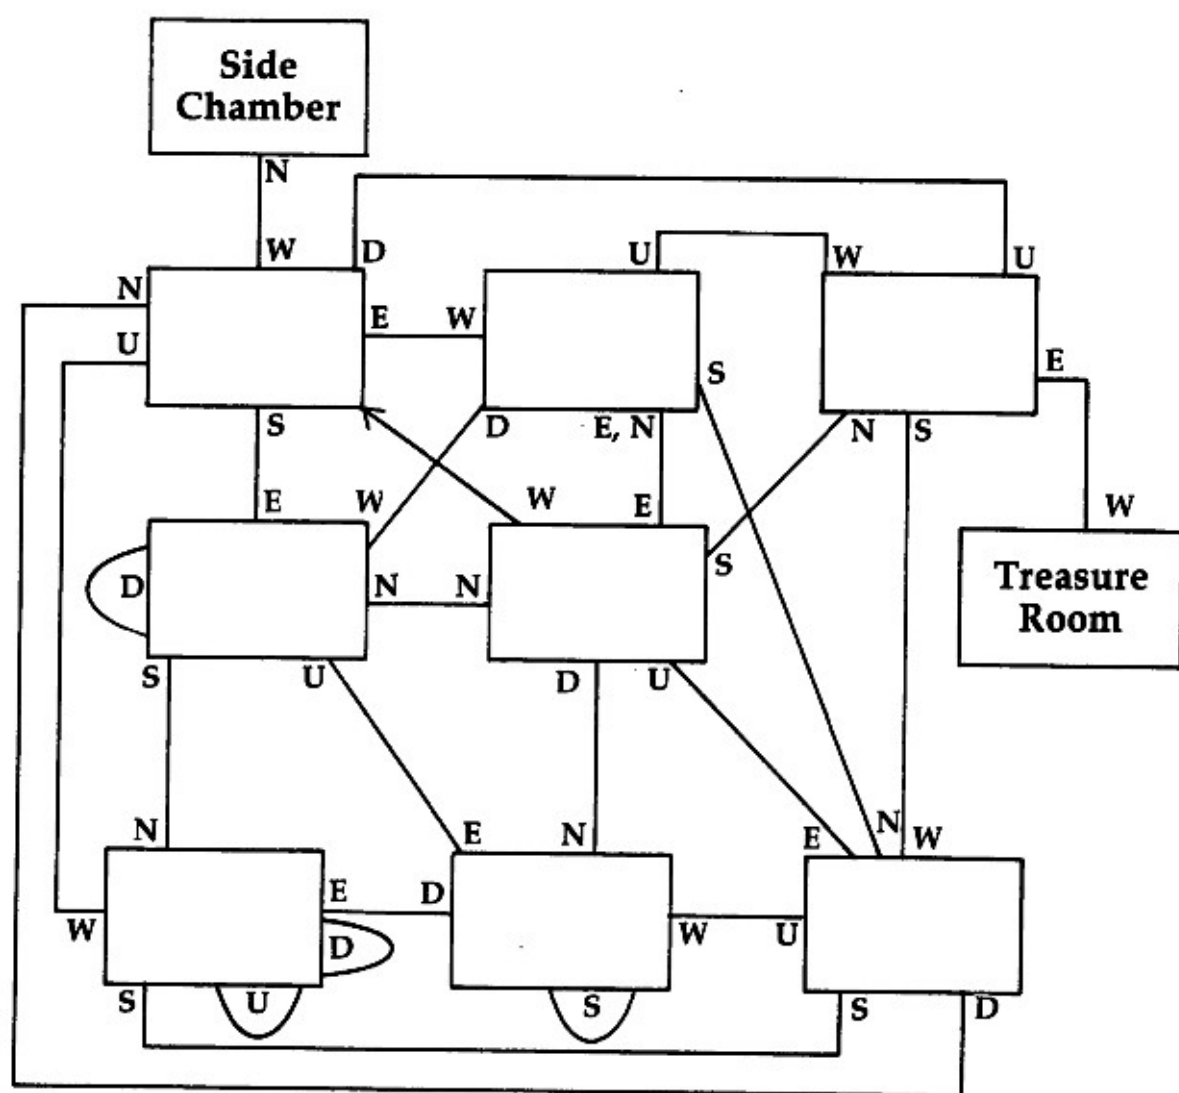 Side
Chamber
N
W D
U W U
N
E W
U
E
S
S
D E, N
N S
E W
W E
W
S
D
N N
Treasure
Room
S U
D U
N
E N
E N W
E D
D
W
W U
S U
S
S D